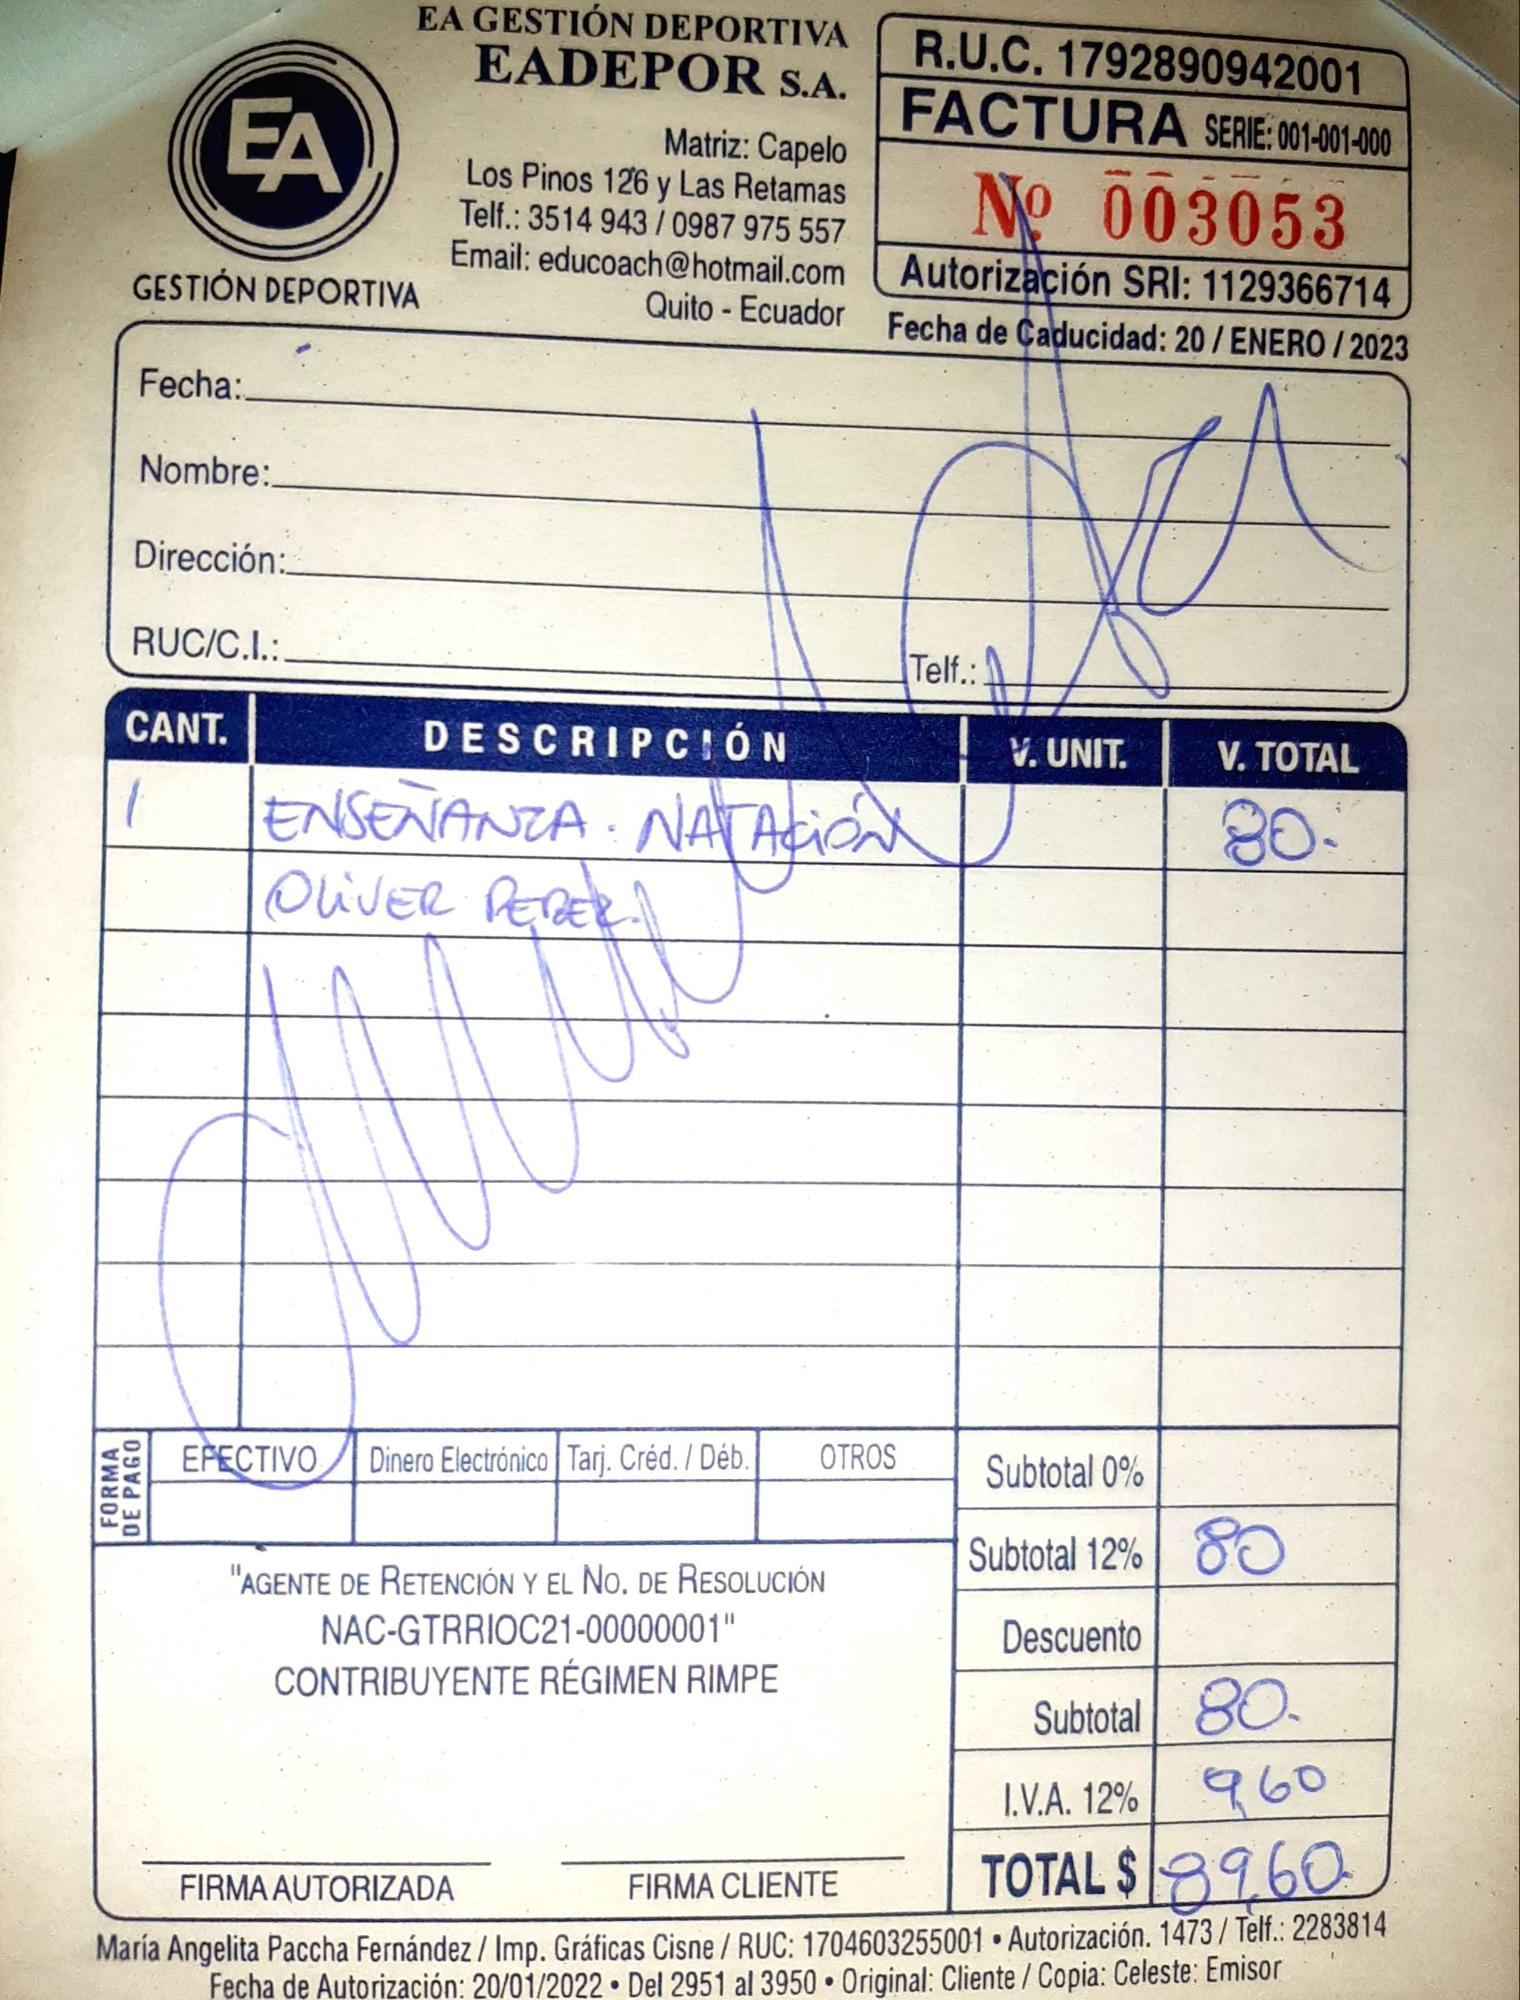 EA GESTIÓN DEPORTIVA
EADEPOR S.A.
EA
GESTIÓN DEPORTIVA
Matriz: Capelo
Los Pinos 126 y Las Retamas
Telf.: 3514 943 / 0987 975 557
Email: educoach@hotmail.com
Quito - Ecuador
R.U.C. 1792890942001
FACTURA SERIE: 001-001-000
Nº 003053
Autorización SRI: 1129366714
Fecha de Caducidad: 20 / ENERO / 2023
Fecha:
Nombre:
Dirección:
RUC/C.I.: Telf.:
CANT. DESCRIPCIÓN V. UNIT. V. TOTAL
1 ENSEÑANZA. NATACIÓN 80.-
OLIVER PEREZ.
FORMA DE PAGO
EFECTIVO Dinero Electrónico Tarj. Créd. / Déb. OTROS
Subtotal 0%
Subtotal 12% 80
Descuento
Subtotal 80.-
I.V.A. 12% 9,60
TOTAL $ 89,60
"AGENTE DE RETENCIÓN Y EL NO. DE RESOLUCIÓN
NAC-GTRRIOC21-00000001"
CONTRIBUYENTE RÉGIMEN RIMPE
FIRMA AUTORIZADA FIRMA CLIENTE
María Angelita Paccha Fernández / Imp. Gráficas Cisne / RUC: 1704603255001 • Autorización. 1473 / Telf.: 2283814
Fecha de Autorización: 20/01/2022 • Del 2951 al 3950 • Original: Cliente / Copia: Celeste: Emisor